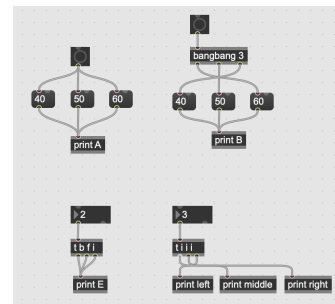 bangbang 3
40
50
60
40
50
60
print A
print B
2
3
t b f i
t i i i
print E
print left
print middle
print right